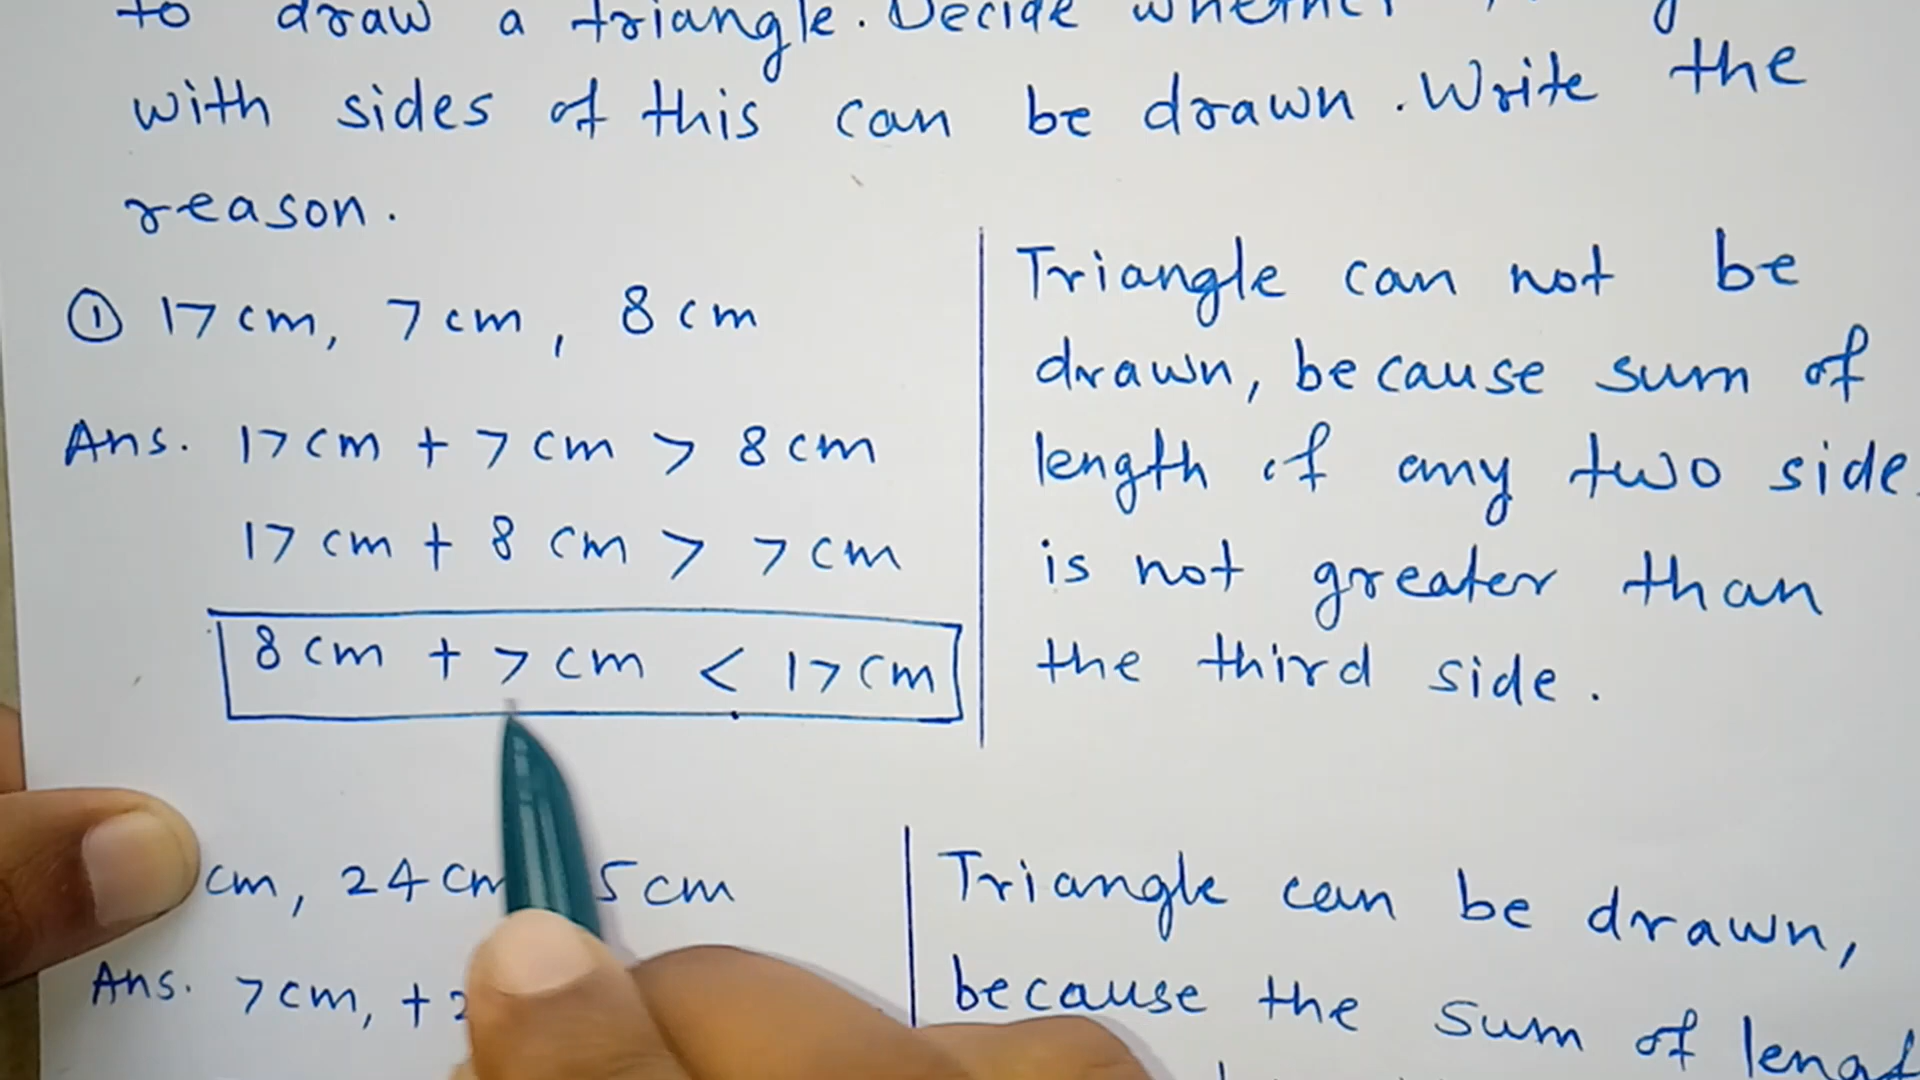 to draw a triangle. Decide whether
with sides of this can be drawn. Write the
reason.
① 17 cm, 7 cm, 8 cm
Ans. 17 cm + 7 cm > 8 cm
17 cm + 8 cm > 7 cm
8 cm + 7 cm < 17 cm
Triangle can not be
drawn, because sum of
length of any two side
is not greater than
the third side.
cm, 24 cm 5 cm
Ans. 7 cm, +
Triangle can be drawn,
because the sum of